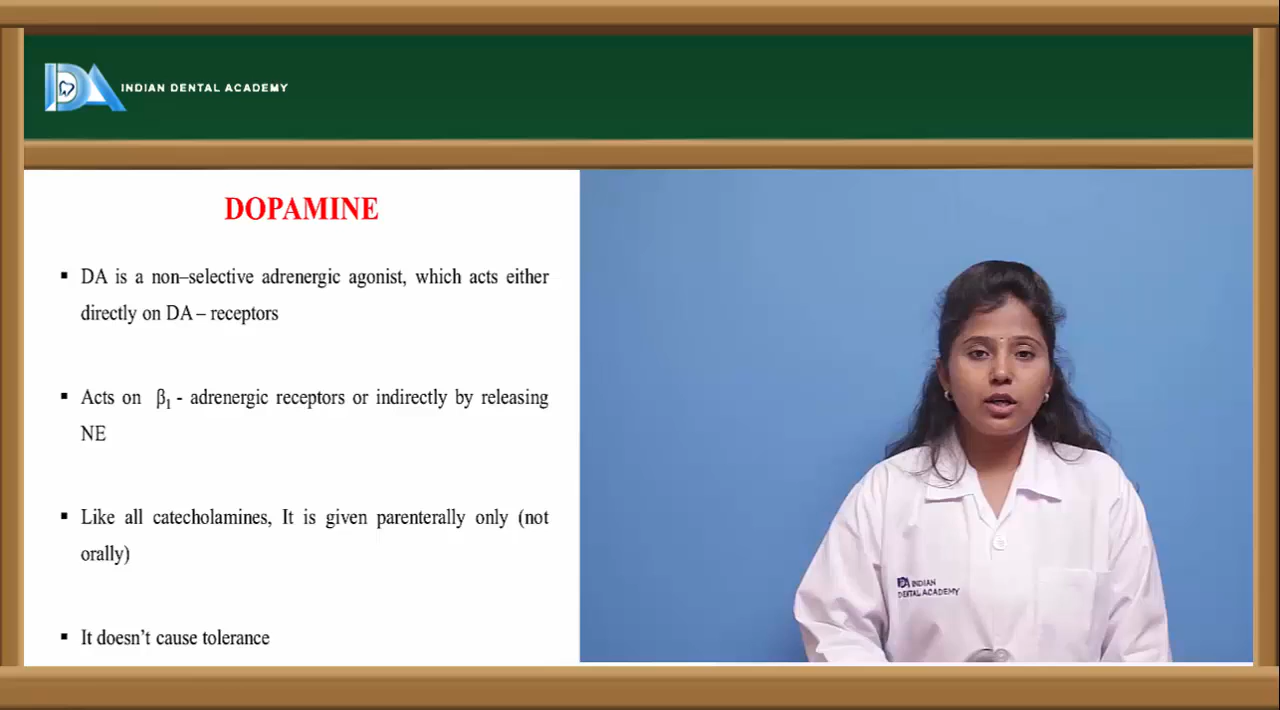 IDA INDIAN DENTAL ACADEMY
DOPAMINE
▪ DA is a non–selective adrenergic agonist, which acts either
directly on DA – receptors
▪ Acts on β₁ - adrenergic receptors or indirectly by releasing
NE
▪ Like all catecholamines, It is given parenterally only (not
orally)
▪ It doesn’t cause tolerance
IDA INDIAN
DENTAL ACADEMY